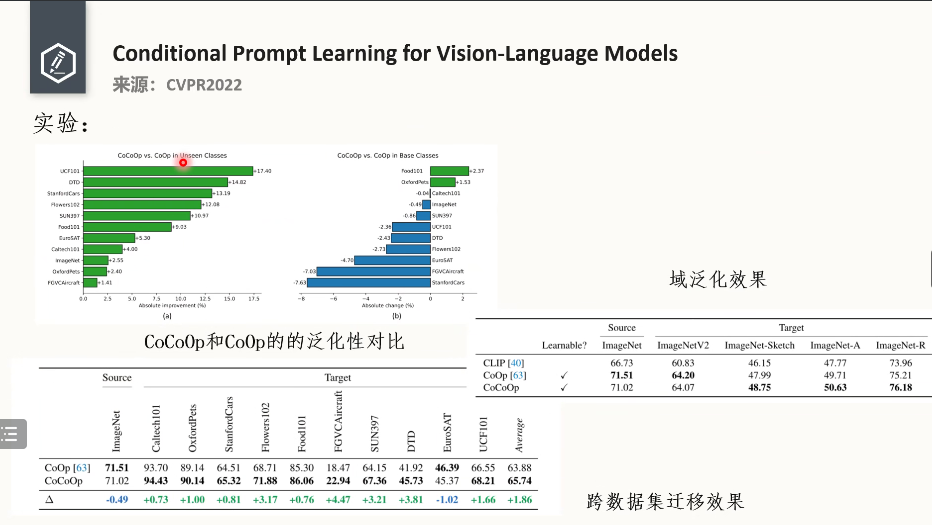 Conditional Prompt Learning for Vision-Language Models
来源：CVPR2022
实验：
CoCoOp vs. CoOp in Unseen Classes
UCF101 +17.40
DTD +14.82
StanfordCars +13.19
Flowers102 +12.08
SUN397 +10.97
Food101 +9.03
EuroSAT +5.30
Caltech101 +4.00
ImageNet +2.55
OxfordPets +2.40
FGVCAircraft +1.41
0.0 2.5 5.0 7.5 10.0 12.5 15.0 17.5
Absolute improvement (%)
(a)
CoCoOp vs. CoOp in Base Classes
Food101 +2.37
OxfordPets +1.53
-0.04 Caltech101
-0.49 ImageNet
-0.86 SUN397
-2.36 UCF101
-2.43 DTD
-2.73 Flowers102
-4.70 EuroSAT
-7.03 FGVCAircraft
-7.63 StanfordCars
−8 −6 −4 −2 0 2
Absolute change (%)
(b)
CoCoOp和CoOp的的泛化性对比
域泛化效果
Source Target
Learnable? ImageNet ImageNetV2 ImageNet-Sketch ImageNet-A ImageNet-R
CLIP [40] 66.73 60.83 46.15 47.77 73.96
CoOp [63] ✓ 71.51 64.20 47.99 49.71 75.21
CoCoOp ✓ 71.02 64.07 48.75 50.63 76.18
Source Target
ImageNet Caltech101 OxfordPets StanfordCars Flowers102 Food101 FGVCAircraft SUN397 DTD EuroSAT UCF101 Average
CoOp [63] 71.51 93.70 89.14 64.51 68.71 85.30 18.47 64.15 41.92 46.39 66.55 63.88
CoCoOp 71.02 94.43 90.14 65.32 71.88 86.06 22.94 67.36 45.73 45.37 68.21 65.74
Δ -0.49 +0.73 +1.00 +0.81 +3.17 +0.76 +4.47 +3.21 +3.81 -1.02 +1.66 +1.86
跨数据集迁移效果